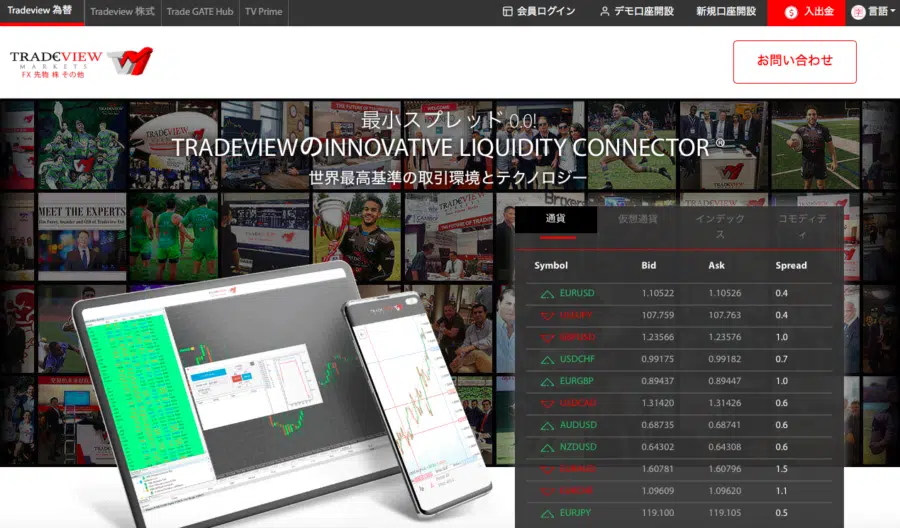 Tradeview 為替
Tradeview 株式
Trade GATE Hub
TV Prime
会員ログイン
デモ口座開設
新規口座開設
入出金
言語
TRADEVIEW
MARKETS
FX 先物 株 その他
お問い合わせ
最小スプレッド 0.0!
TRADEVIEWのINNOVATIVE LIQUIDITY CONNECTOR ®
世界最高基準の取引環境とテクノロジー
MEET THE EXPERTS
通貨
仮想通貨
インデック
ス
コモディテ
ィ
Symbol Bid Ask Spread
EURUSD 1.10522 1.10526 0.4
USDJPY 107.759 107.763 0.4
GBPUSD 1.23566 1.23576 1.0
USDCHF 0.99175 0.99182 0.7
EURGBP 0.89437 0.89447 1.0
USDCAD 1.31420 1.31426 0.6
AUDUSD 0.68735 0.68741 0.6
NZDUSD 0.64302 0.64308 0.6
1.60781 1.60796 1.5
1.09609 1.09620 1.1
EURJPY 119.100 119.105 0.5